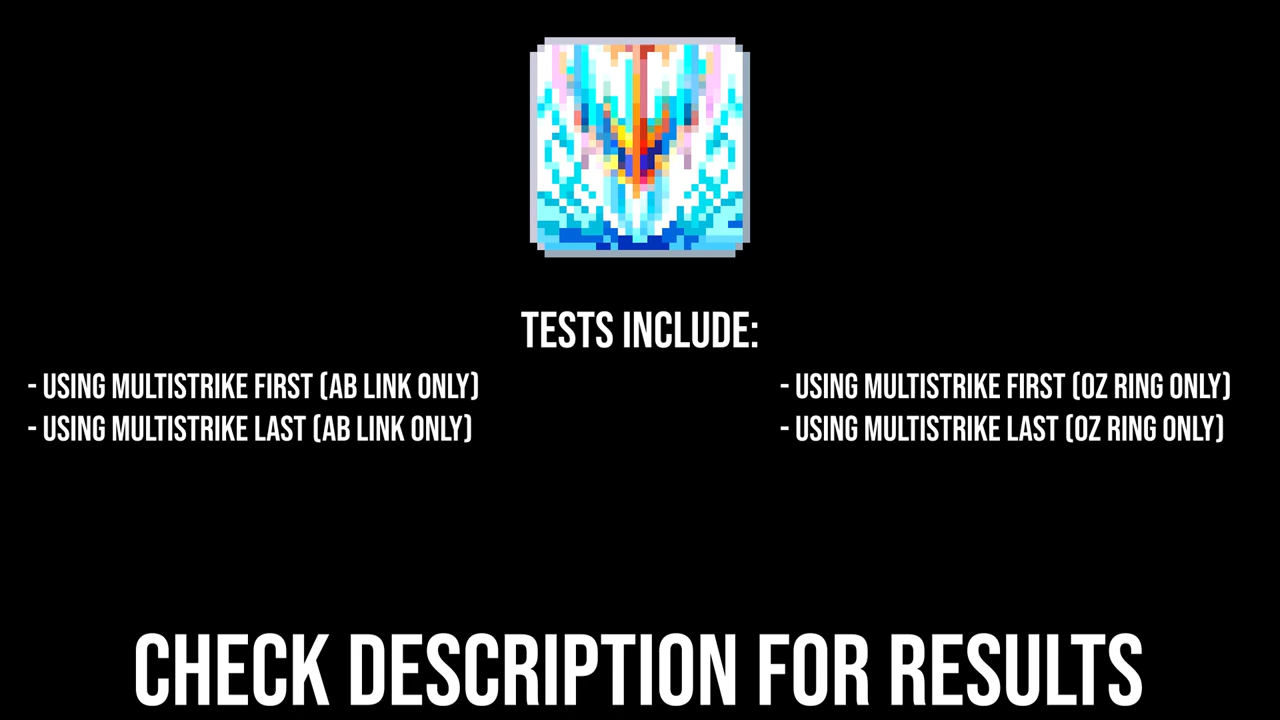 TESTS INCLUDE:
- USING MULTISTRIKE FIRST (AB LINK ONLY)
- USING MULTISTRIKE LAST (AB LINK ONLY)
- USING MULTISTRIKE FIRST (OZ RING ONLY)
- USING MULTISTRIKE LAST (OZ RING ONLY)
CHECK DESCRIPTION FOR RESULTS